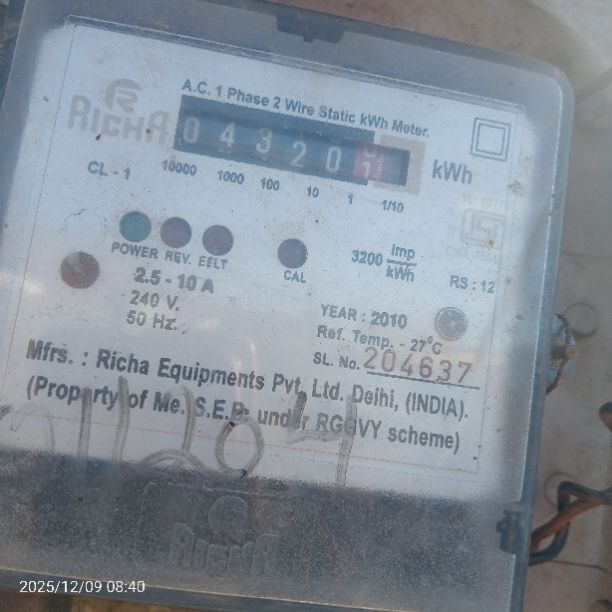 RICHA
A.C. 1 Phase 2 Wire Static kWh Meter.
0 4 3 2 0 1 kWh
CL - 1 10000 1000 100 10 1 1/10
POWER REV. EELT CAL
3200 imp/kWh
RS : 12
2.5 - 10 A
240 V.
50 Hz.
YEAR : 2010
Ref. Temp. - 27°C
SL. No. 204637
Mfrs. : Richa Equipments Pvt. Ltd. Delhi, (INDIA).
(Property of Me. S.E.B. under RGGVY scheme)
RICHA
2025/12/09 08:40